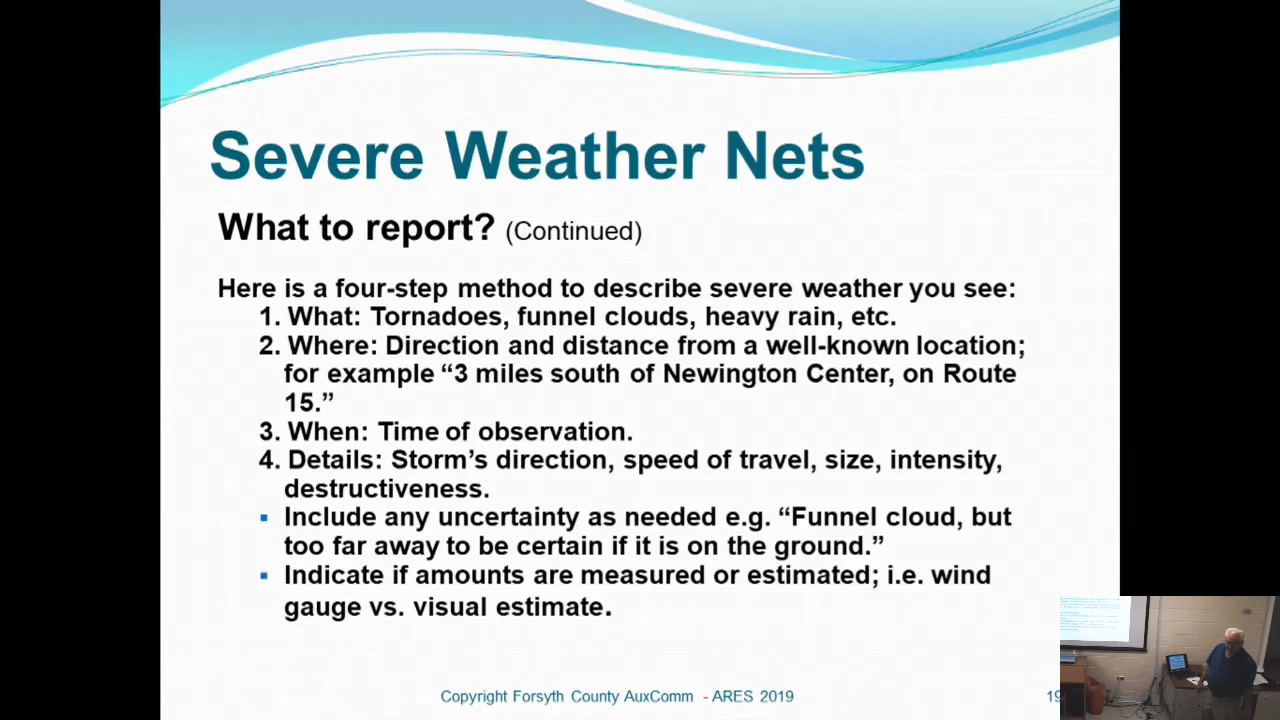 Severe Weather Nets
What to report? (Continued)
Here is a four-step method to describe severe weather you see:
1. What: Tornadoes, funnel clouds, heavy rain, etc.
2. Where: Direction and distance from a well-known location;
for example “3 miles south of Newington Center, on Route
15.”
3. When: Time of observation.
4. Details: Storm’s direction, speed of travel, size, intensity,
destructiveness.
▪ Include any uncertainty as needed e.g. “Funnel cloud, but
too far away to be certain if it is on the ground.”
▪ Indicate if amounts are measured or estimated; i.e. wind
gauge vs. visual estimate.
Copyright Forsyth County AuxComm - ARES 2019